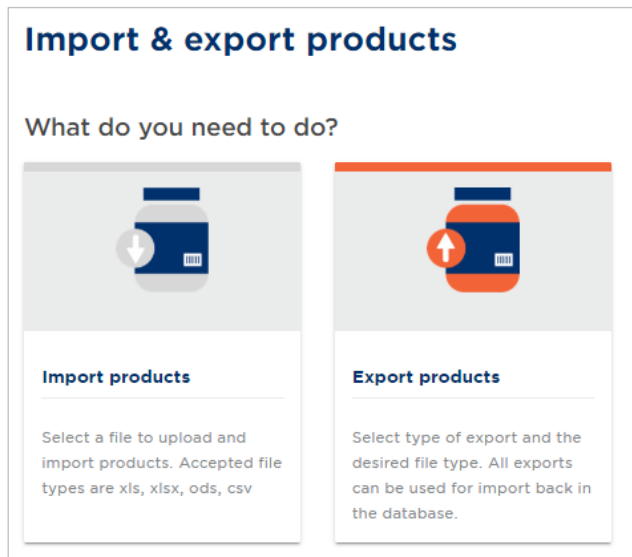 Import & export products
What do you need to do?
Import products
Select a file to upload and
import products. Accepted file
types are xls, xlsx, ods, csv
Export products
Select type of export and the
desired file type. All exports
can be used for import back in
the database.